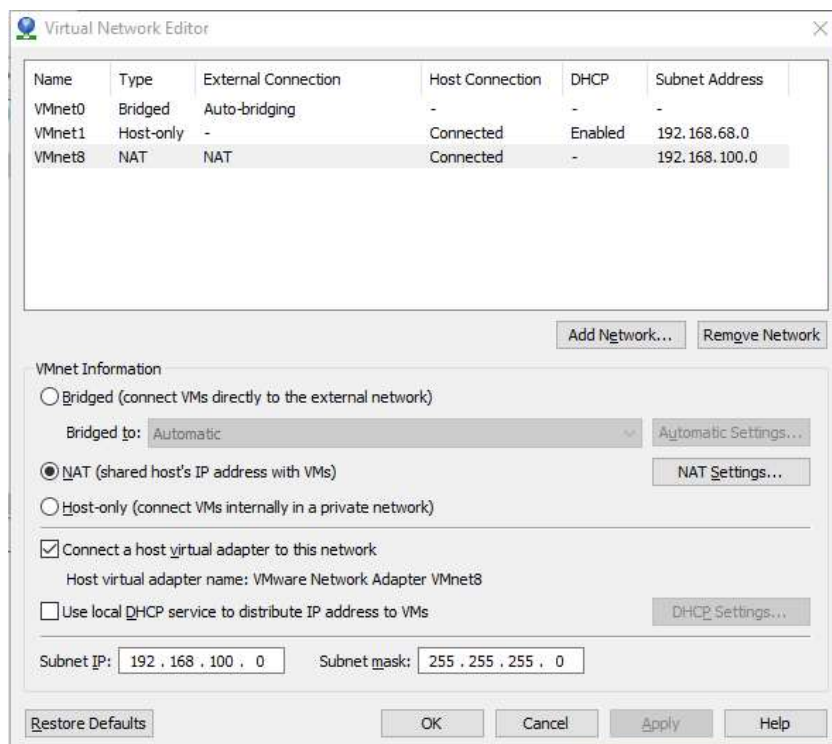 Virtual Network Editor
Name Type External Connection Host Connection DHCP Subnet Address
VMnet0 Bridged Auto-bridging - - -
VMnet1 Host-only - Connected Enabled 192.168.68.0
VMnet8 NAT NAT Connected - 192.168.100.0
Add Network... Remove Network
VMnet Information
Bridged (connect VMs directly to the external network)
Bridged to: Automatic Automatic Settings...
NAT (shared host's IP address with VMs) NAT Settings...
Host-only (connect VMs internally in a private network)
Connect a host virtual adapter to this network
Host virtual adapter name: VMware Network Adapter VMnet8
Use local DHCP service to distribute IP address to VMs DHCP Settings...
Subnet IP: 192 . 168 . 100 . 0 Subnet mask: 255 . 255 . 255 . 0
Restore Defaults OK Cancel Apply Help